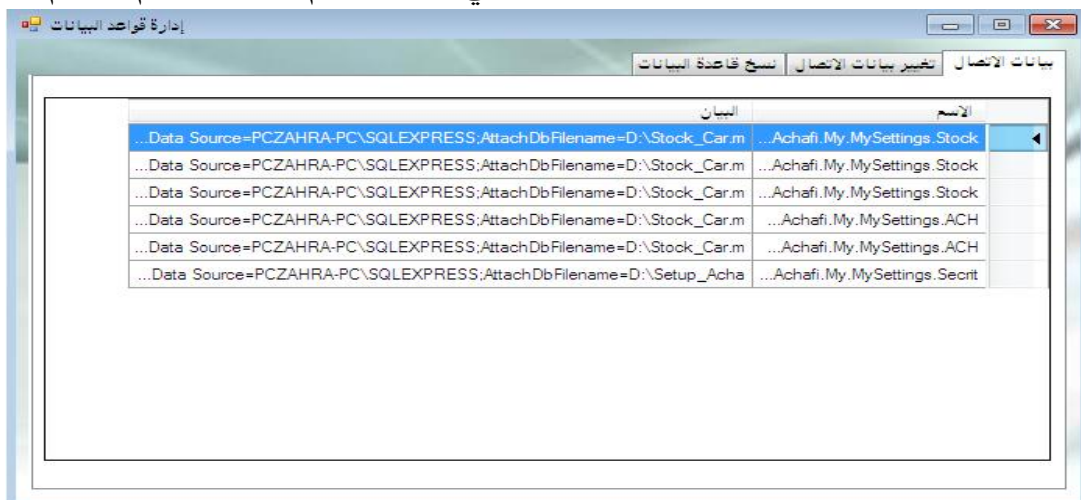 إدارة قواعد البيانات
بيانات الاتصال تغيير بيانات الاتصال نسخ قاعدة البيانات
الاسم البيان
Achafi.My.MySettings.Stock... Data Source=PCZAHRA-PC\SQLEXPRESS;AttachDbFilename=D:\Stock_Car.m...
Achafi.My.MySettings.Stock... Data Source=PCZAHRA-PC\SQLEXPRESS;AttachDbFilename=D:\Stock_Car.m...
Achafi.My.MySettings.Stock... Data Source=PCZAHRA-PC\SQLEXPRESS;AttachDbFilename=D:\Stock_Car.m...
Achafi.My.MySettings.ACH... Data Source=PCZAHRA-PC\SQLEXPRESS;AttachDbFilename=D:\Stock_Car.m...
Achafi.My.MySettings.ACH... Data Source=PCZAHRA-PC\SQLEXPRESS;AttachDbFilename=D:\Stock_Car.m...
Achafi.My.MySettings.Secrit... Data Source=PCZAHRA-PC\SQLEXPRESS;AttachDbFilename=D:\Setup_Acha...